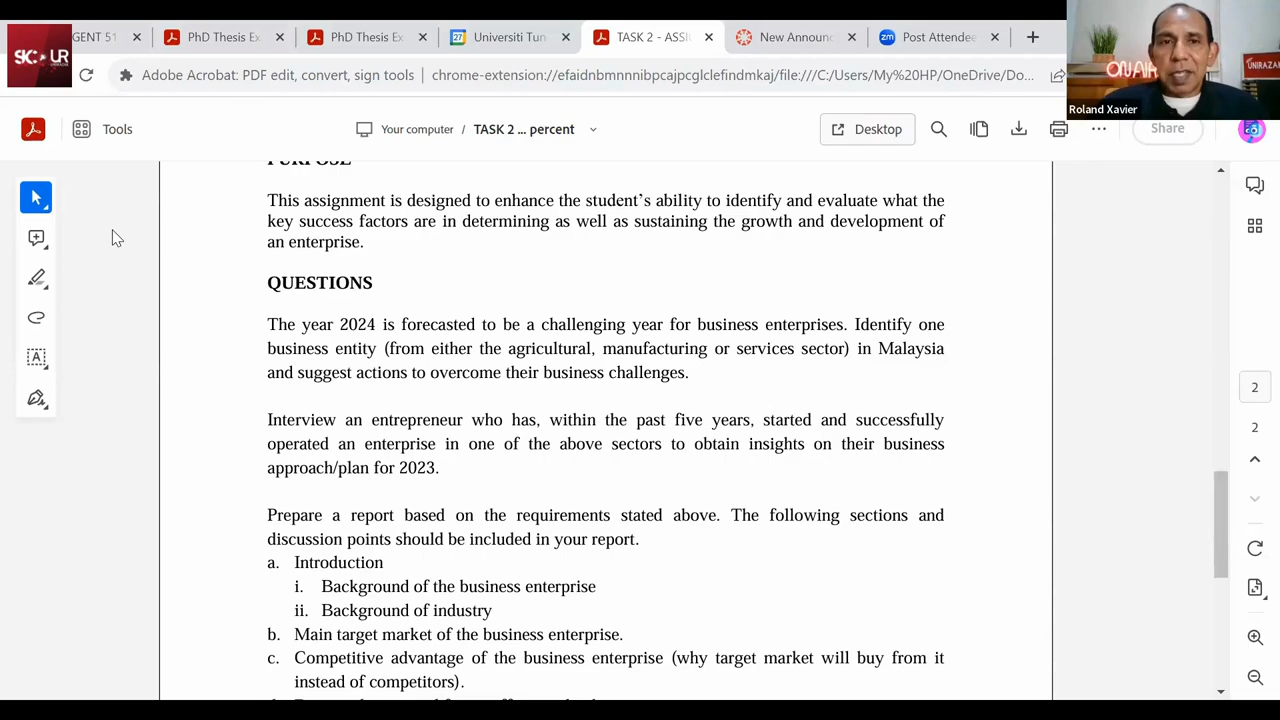 GENT 51
PhD Thesis Ex
PhD Thesis Ex
Universiti Tun
TASK 2 - ASSI
New Announc
Post Attendee
SK UR
Adobe Acrobat: PDF edit, convert, sign tools
chrome-extension://efaidnbmnnnibpcajpcglclefindmkaj/file:///C:/Users/My%20HP/OneDrive/Do...
ON AIR
UNIRAZAK
Roland Xavier
Tools
Your computer / TASK 2 ... percent
Desktop
Share
PURPOSE
This assignment is designed to enhance the student's ability to identify and evaluate what the
key success factors are in determining as well as sustaining the growth and development of
an enterprise.
QUESTIONS
The year 2024 is forecasted to be a challenging year for business enterprises. Identify one
business entity (from either the agricultural, manufacturing or services sector) in Malaysia
and suggest actions to overcome their business challenges.
Interview an entrepreneur who has, within the past five years, started and successfully
operated an enterprise in one of the above sectors to obtain insights on their business
approach/plan for 2023.
Prepare a report based on the requirements stated above. The following sections and
discussion points should be included in your report.
a. Introduction
i. Background of the business enterprise
ii. Background of industry
b. Main target market of the business enterprise.
c. Competitive advantage of the business enterprise (why target market will buy from it
instead of competitors).
2
2